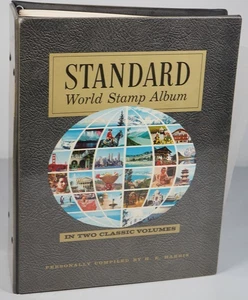 STANDARD
World Stamp Album
IN TWO CLASSIC VOLUMES
PERSONALLY COMPILED BY H. E. HARRIS